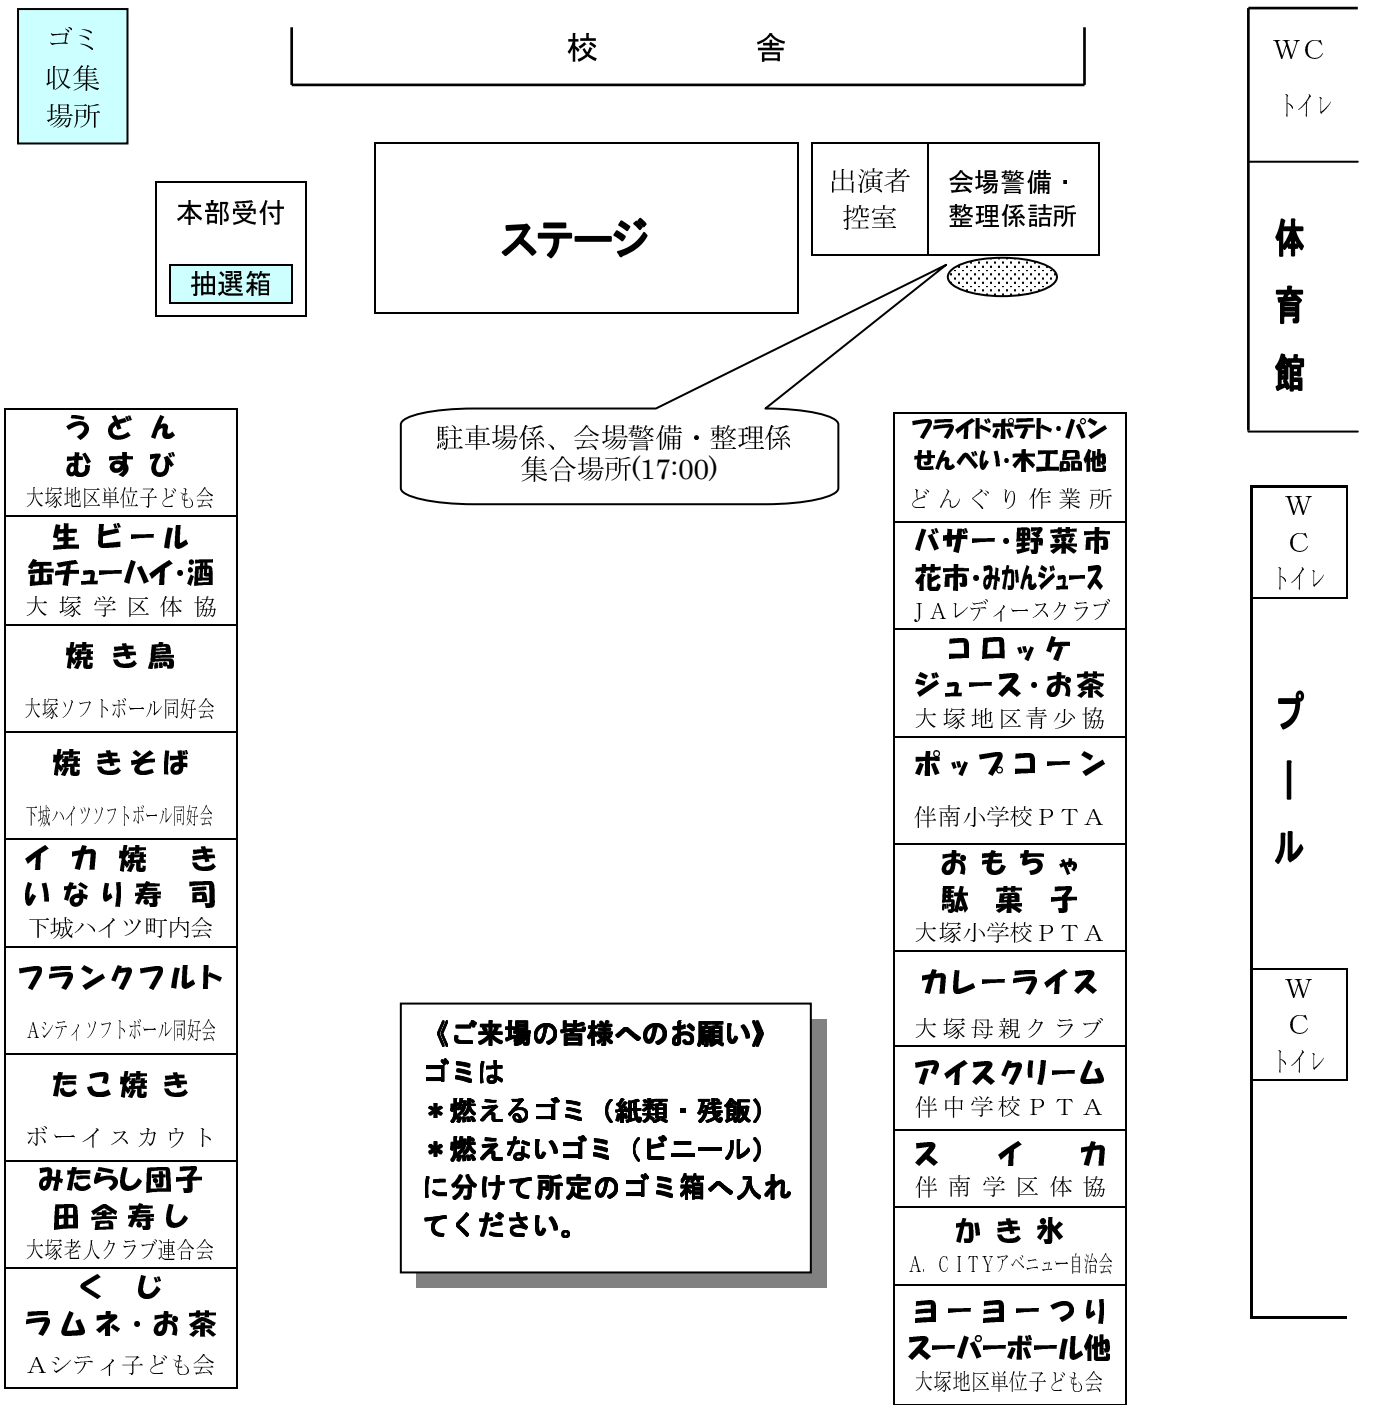 ゴミ
収集
場所
校舎
WC
トイレ
本部受付
抽選箱
ステージ
出演者
控室
会場警備・
整理係詰所
体
育
館
駐車場係、会場警備・整理係
集合場所(17:00)
うどん
むすび
大塚地区単位子ども会
生ビール
缶チューハイ・酒
大塚学区体協
焼き鳥
大塚ソフトボール同好会
焼きそば
下城ハイツソフトボール同好会
イカ焼き
いなり寿司
下城ハイツ町内会
フランクフルト
Aシティソフトボール同好会
たこ焼き
ボーイスカウト
みたらし団子
田舎寿し
大塚老人クラブ連合会
くじ
ラムネ・お茶
Aシティ子ども会
《ご来場の皆様へのお願い》
ゴミは
＊燃えるゴミ（紙類・残飯）
＊燃えないゴミ（ビニール）
に分けて所定のゴミ箱へ入れ
てください。
フライドポテト・パン
せんべい・木工品他
どんぐり作業所
バザー・野菜市
花市・みかんジュース
JAレディースクラブ
コロッケ
ジュース・お茶
大塚地区青少協
ポップコーン
伴南小学校PTA
おもちゃ
駄菓子
大塚小学校PTA
カレーライス
大塚母親クラブ
アイスクリーム
伴中学校PTA
スイカ
伴南学区体協
かき氷
A.CITYアベニュー自治会
ヨーヨーつり
スーパーボール他
大塚地区単位子ども会
W
C
トイレ
プ
ー
ル
W
C
トイレ